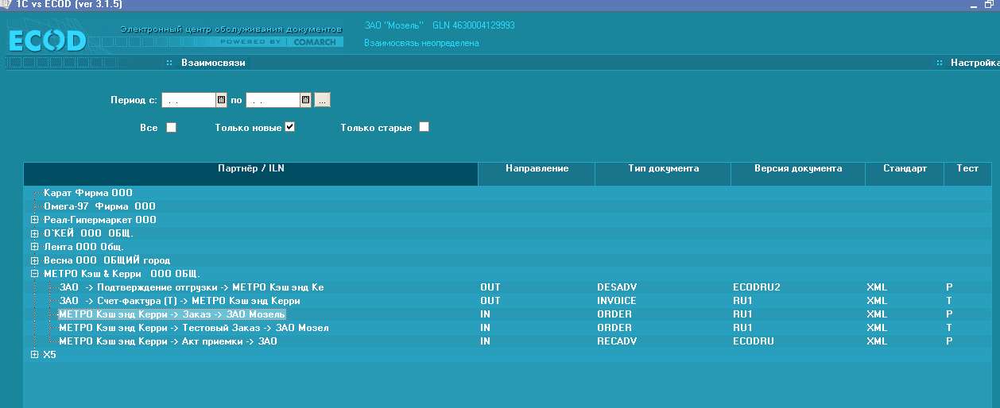 1C vs ECOD (ver 3.1.5)
ECOD Электронный центр обслуживания документов
POWERED BY | COMARCH
ЗАО "Мозель" GLN 4630004129993
Взаимосвязь неопределена
:: Взаимосвязи :: Настройка
Период с: . . по . . ...
Все Только новые Только старые
Партнёр / ILN Направление Тип документа Версия документа Стандарт Тест
Карат Фирма ООО
Омега-97 Фирма ООО
Реал-Гипермаркет ООО
О`КЕЙ ООО ОБЩ.
Лента ООО Общ.
Весна ООО ОБЩИЙ город
МЕТРО Кэш & Керри ООО ОБЩ.
ЗАО -> Подтверждение отгрузки -> МЕТРО Кэш энд Ке OUT DESADV ECODRU2 XML P
ЗАО -> Счет-фактура (Т) -> МЕТРО Кэш энд Керри OUT INVOICE RU1 XML T
МЕТРО Кэш энд Керри -> Заказ -> ЗАО Мозель IN ORDER RU1 XML P
МЕТРО Кэш энд Керри -> Тестовый Заказ -> ЗАО Мозел IN ORDER RU1 XML T
МЕТРО Кэш энд Керри -> Акт приемки -> ЗАО IN RECADV ECODRU XML P
X5